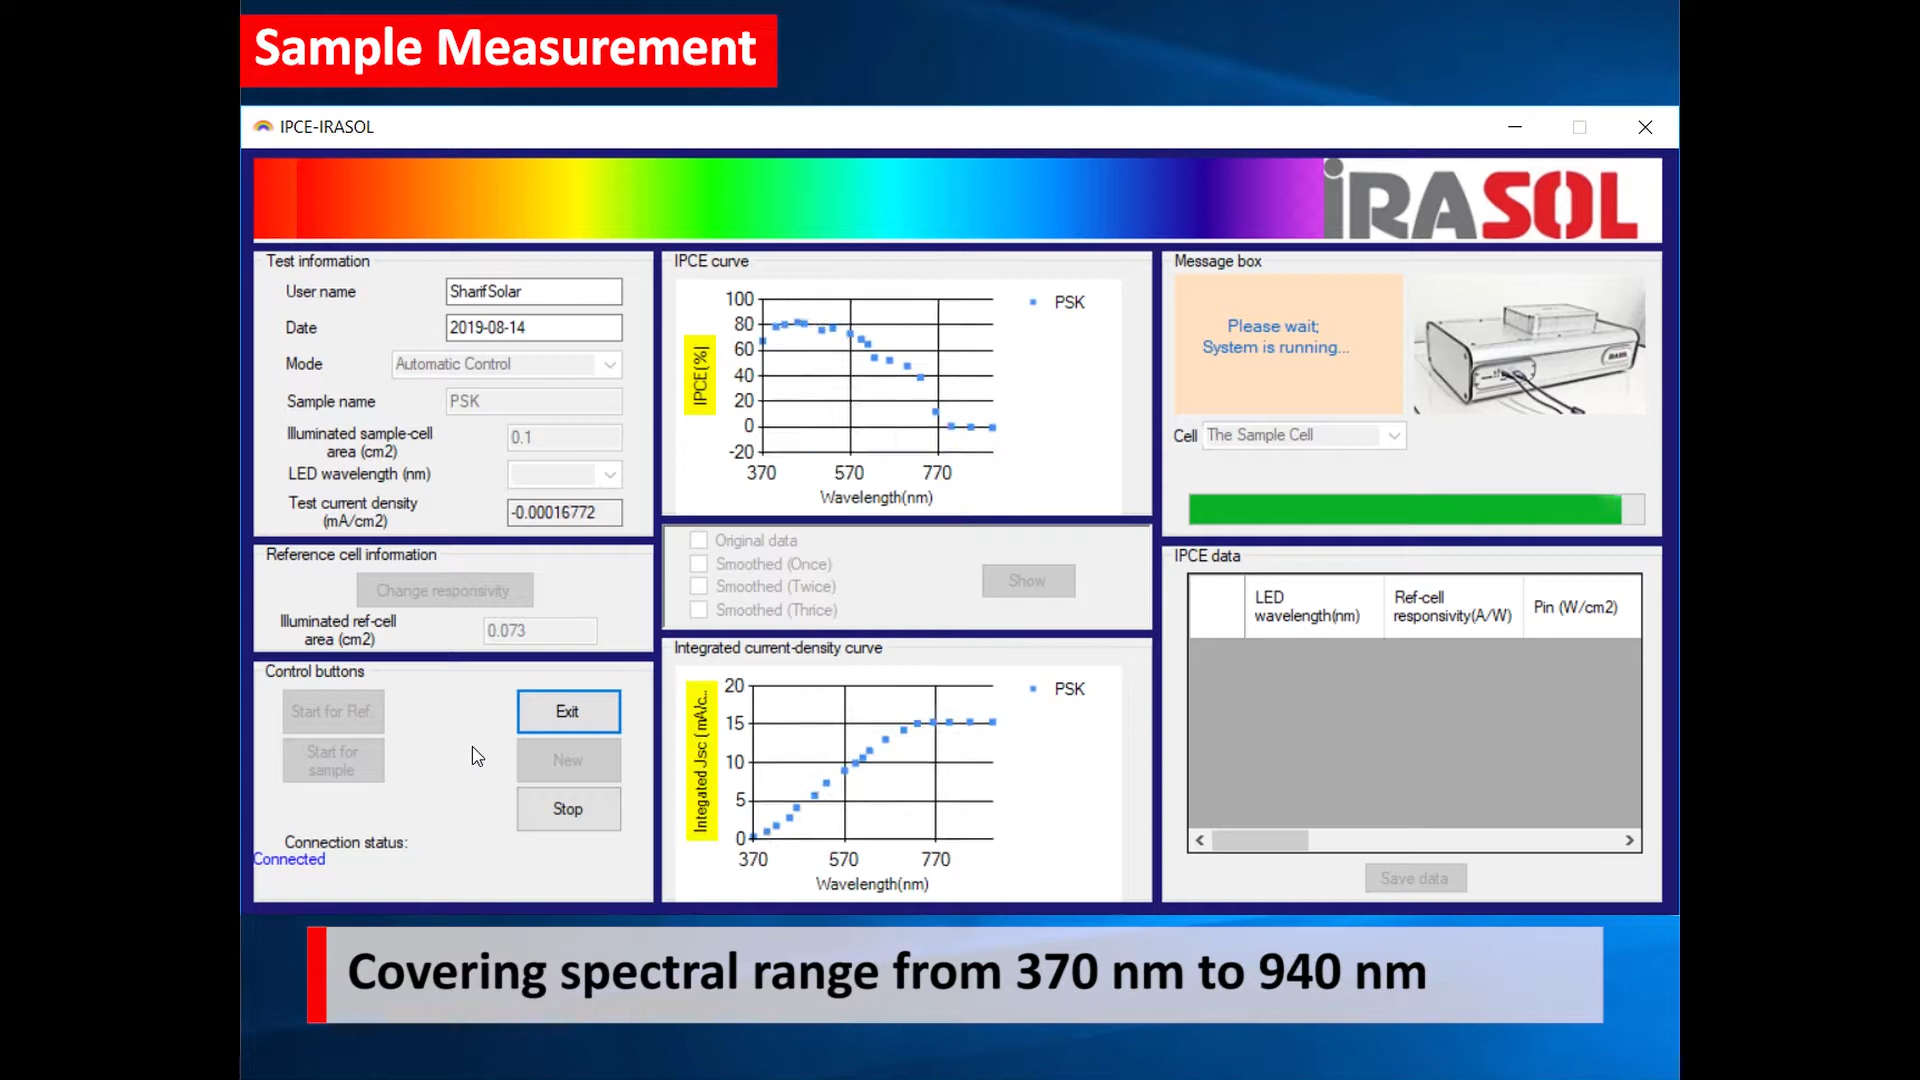 Sample Measurement
IPCE-IRASOL
iRASOL
Test information
User name
SharifSolar
Date
2019-08-14
Mode
Automatic Control
Sample name
PSK
Illuminated sample-cell
area (cm2)
0.1
LED wavelength (nm)
Test current density
(mA/cm2)
-0.00016772
Reference cell information
Change responsivity
Illuminated ref-cell
area (cm2)
0.073
Control buttons
Start for Ref.
Exit
Start for
sample
New
Stop
Connection status:
Connected
IPCE curve
IPCE(%)
100
80
60
40
20
0
-20
370 570 770
Wavelength(nm)
PSK
Original data
Smoothed (Once)
Smoothed (Twice)
Smoothed (Thrice)
Show
Integrated current-density curve
Integated Jsc (mA/c...
20
15
10
5
0
370 570 770
Wavelength(nm)
PSK
Message box
Please wait;
System is running...
IRASOL
Cell
The Sample Cell
IPCE data
LED
wavelength(nm)
Ref-cell
responsivity(A/W)
Pin (W/cm2)
Save data
Covering spectral range from 370 nm to 940 nm